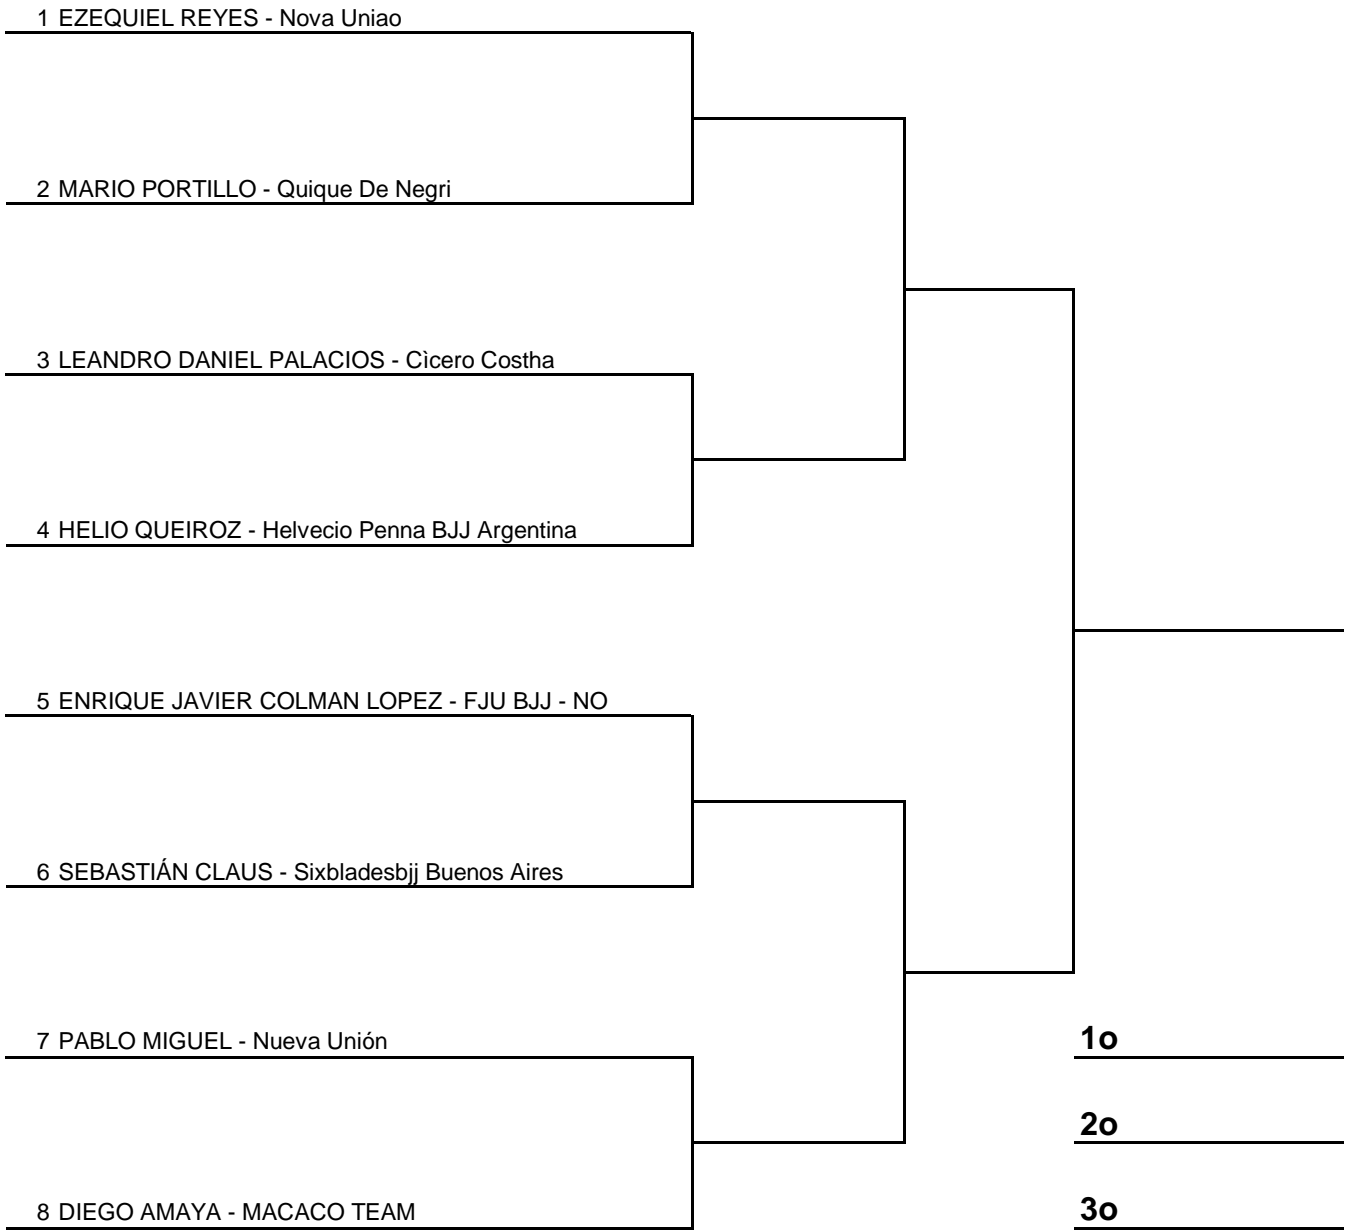 1 EZEQUIEL REYES - Nova Uniao
2 MARIO PORTILLO - Quique De Negri
3 LEANDRO DANIEL PALACIOS - Cìcero Costha
4 HELIO QUEIROZ - Helvecio Penna BJJ Argentina
5 ENRIQUE JAVIER COLMAN LOPEZ - FJU BJJ - NO
6 SEBASTIÁN CLAUS - Sixbladesbjj Buenos Aires
7 PABLO MIGUEL - Nueva Unión
1o
2o
8 DIEGO AMAYA - MACACO TEAM
3o